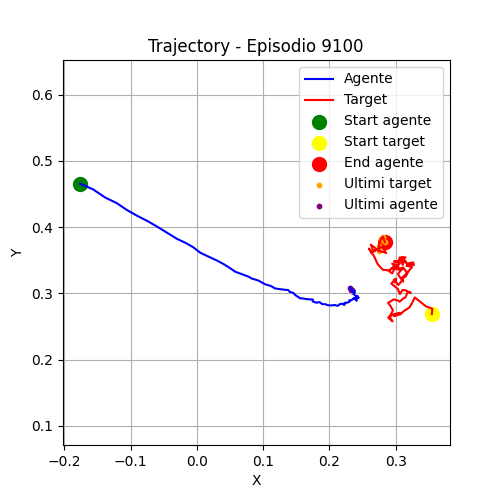 Trajectory - Episodio 9100
Agente
Target
Start agente
Start target
End agente
Ultimi target
Ultimi agente
Y
0.6
0.5
0.4
0.3
0.2
0.1
−0.2
−0.1
0.0
0.1
0.2
0.3
X